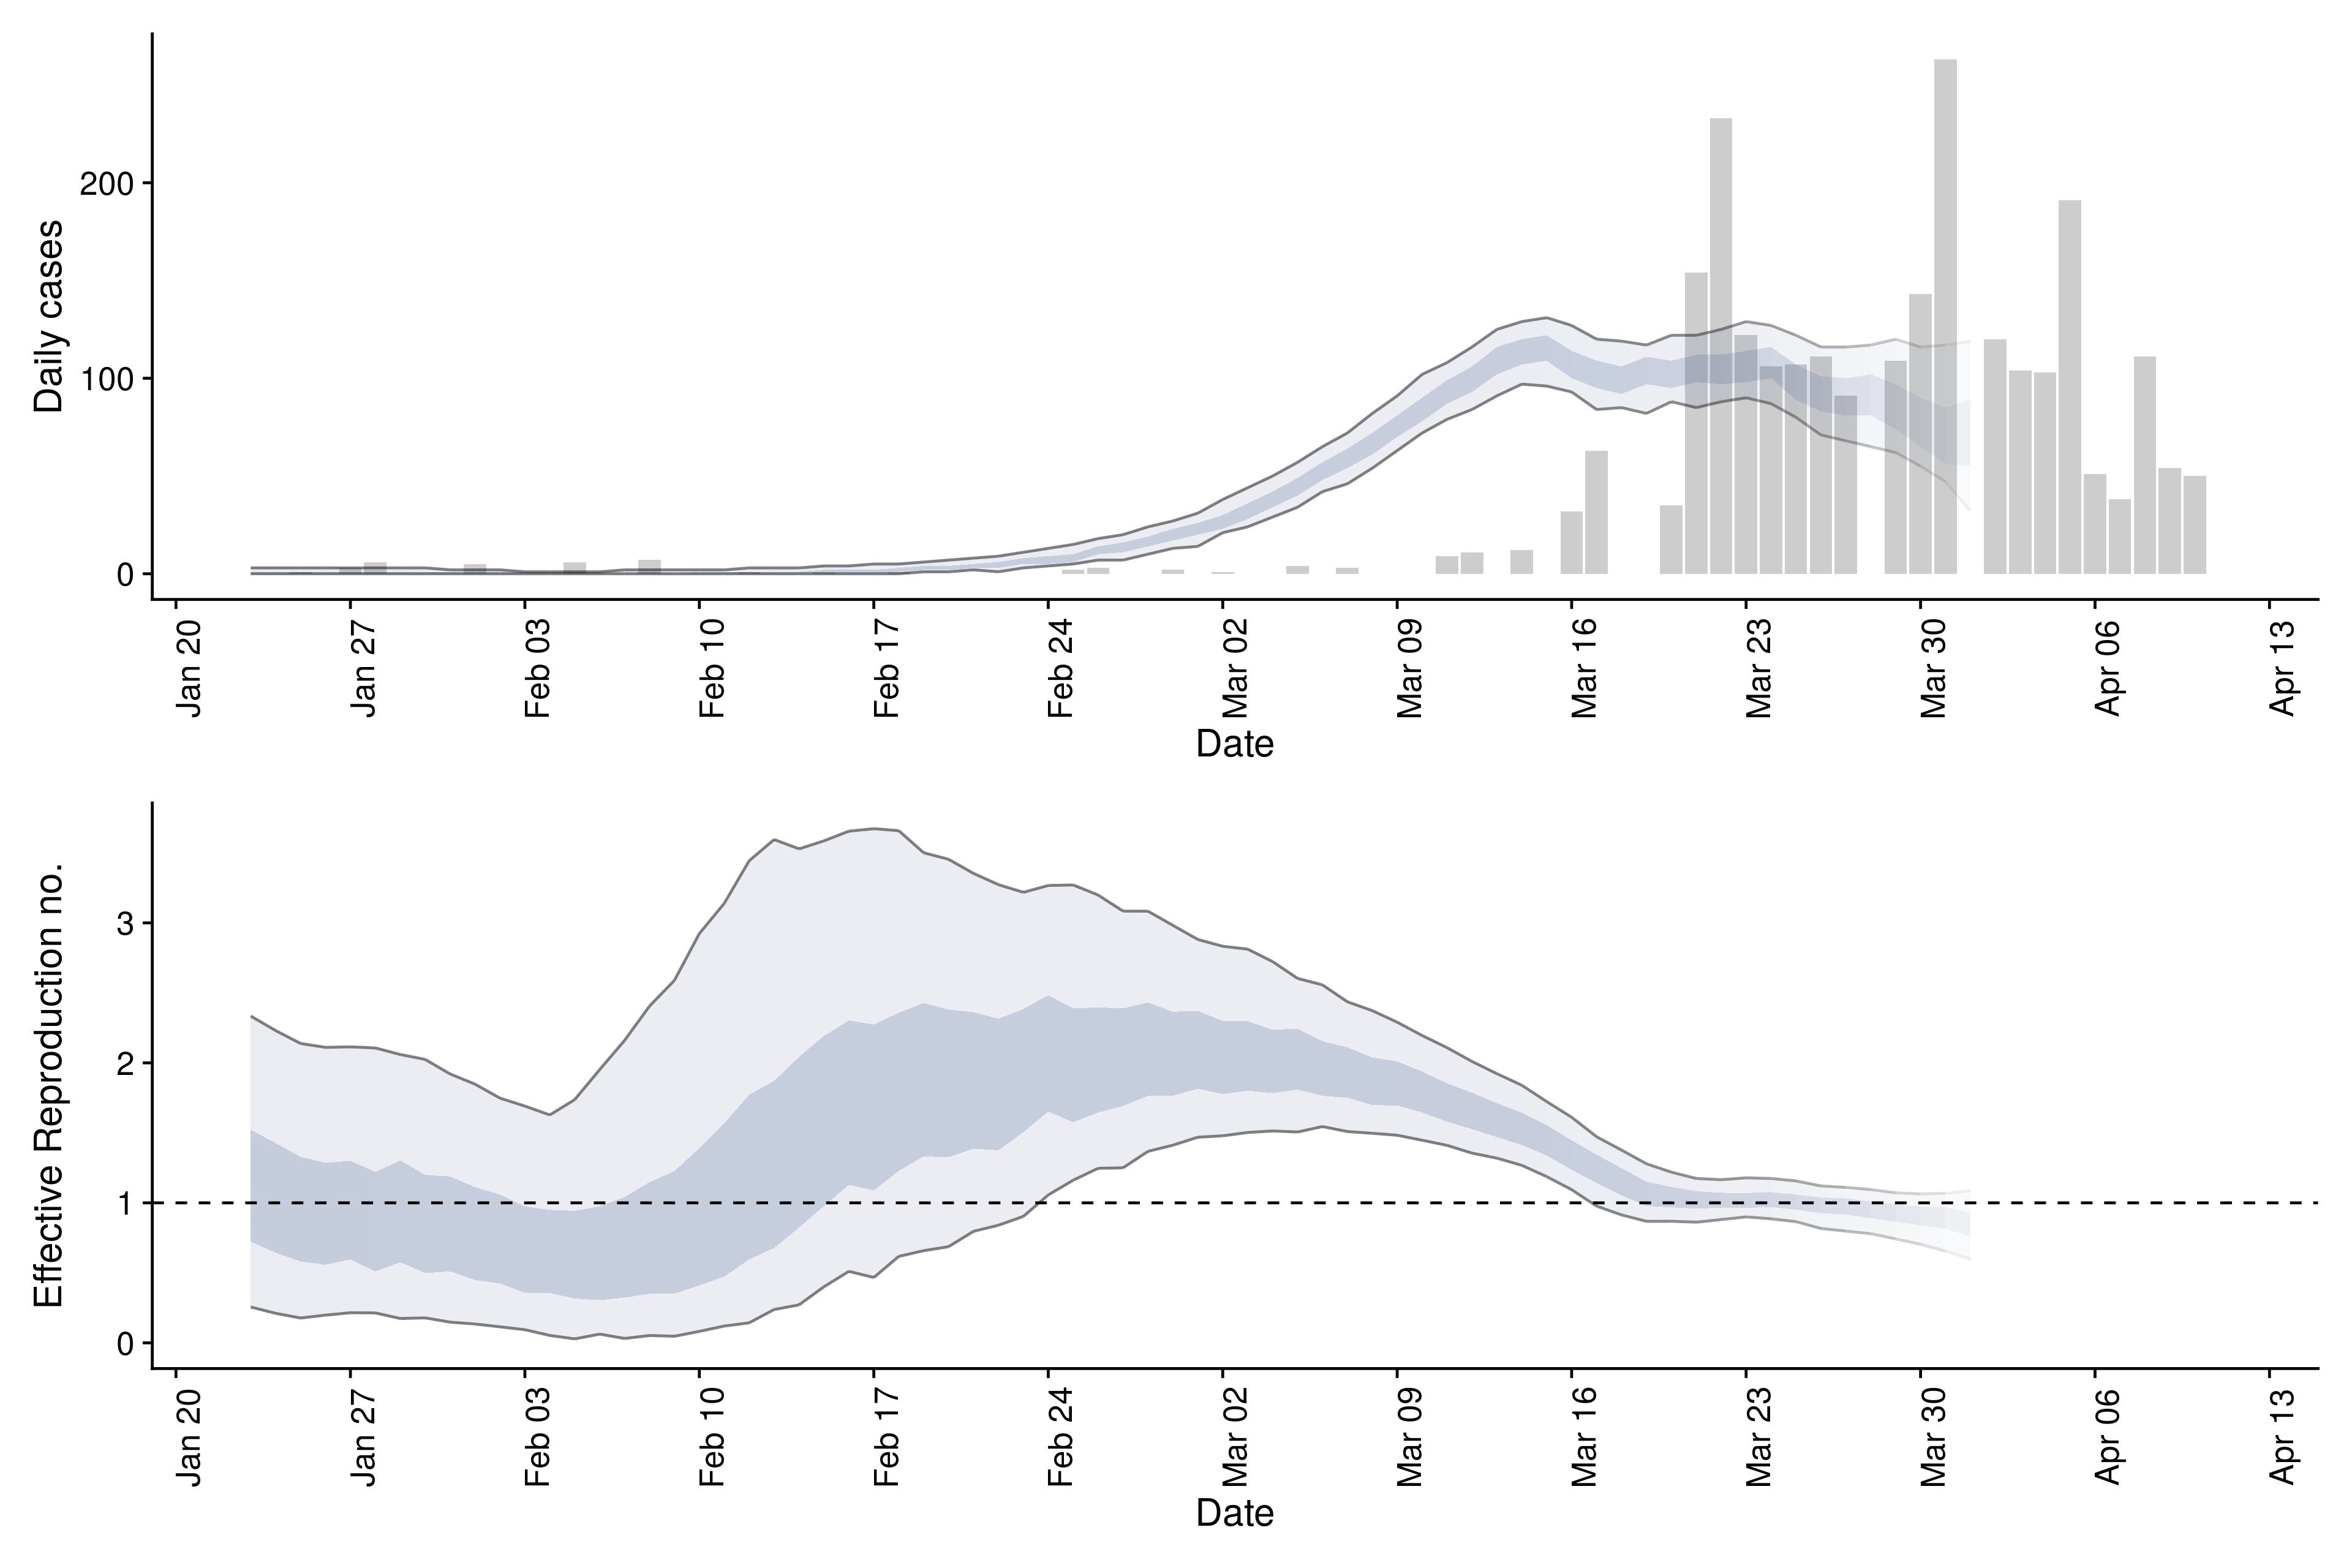 Daily cases
200
100
0
Jan 20
Jan 27
Feb 03
Feb 10
Feb 17
Feb 24
Mar 02
Mar 09
Mar 16
Mar 23
Mar 30
Apr 06
Apr 13
Date
Effective Reproduction no.
3
2
1
0
Jan 20
Jan 27
Feb 03
Feb 10
Feb 17
Feb 24
Mar 02
Mar 09
Mar 16
Mar 23
Mar 30
Apr 06
Apr 13
Date